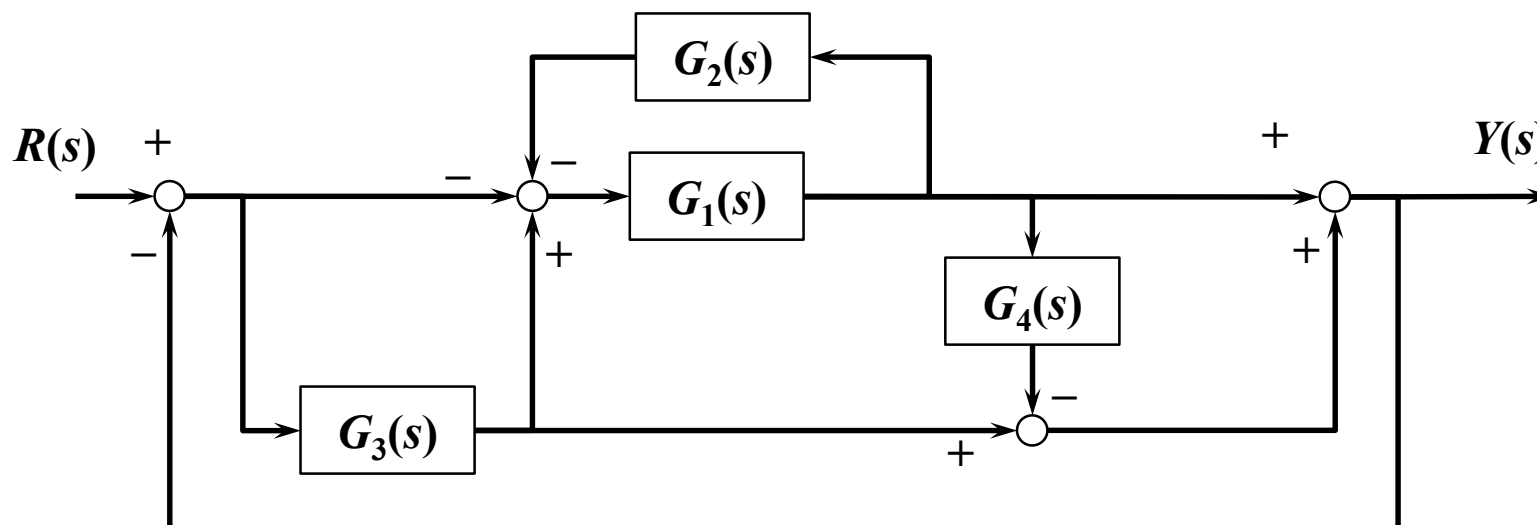 G₂(s)
R(s) + − − G₁(s) + Y(s)
− + +
G₄(s)
−
G₃(s) +